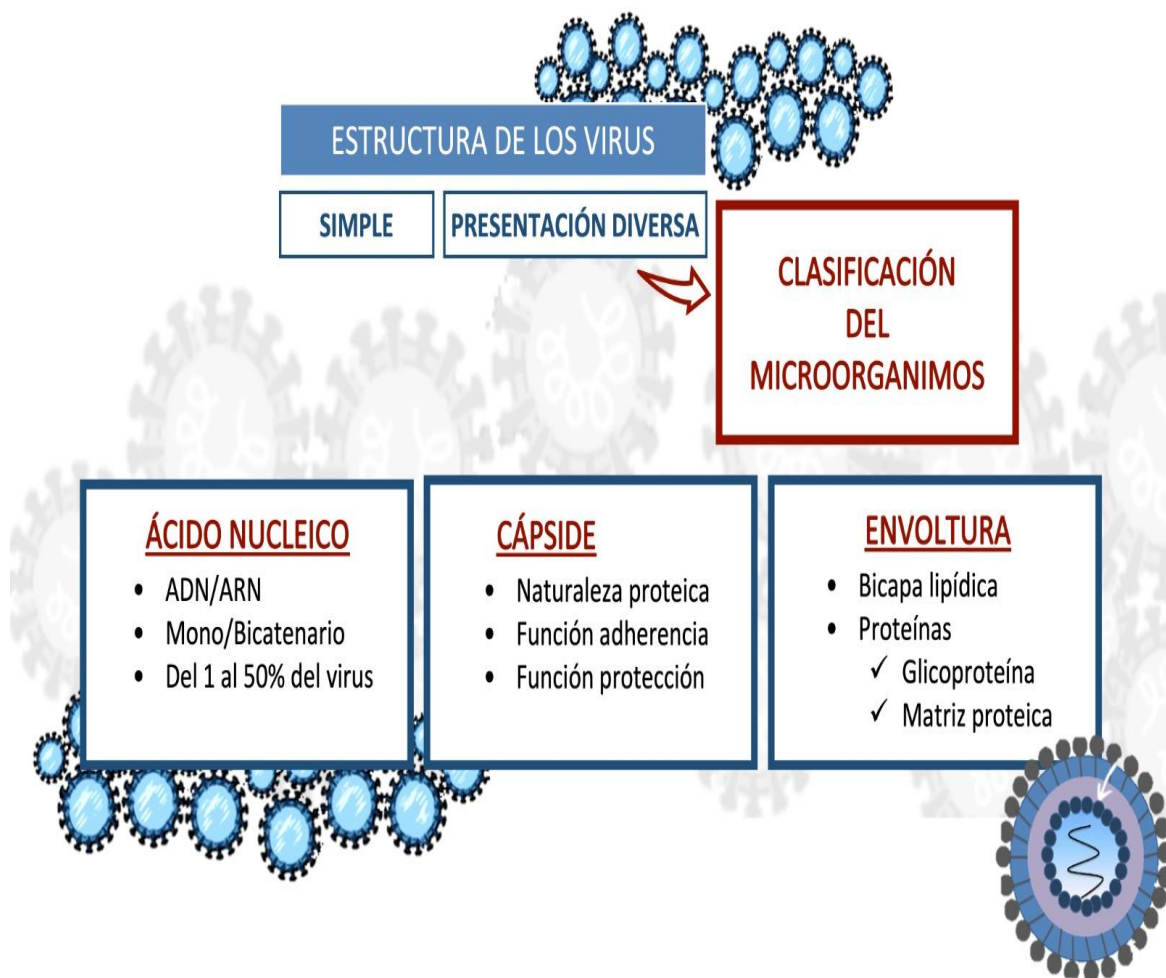 ESTRUCTURA DE LOS VIRUS
SIMPLE
PRESENTACIÓN DIVERSA
CLASIFICACIÓN
DEL
MICROORGANIMOS
ÁCIDO NUCLEICO
• ADN/ARN
• Mono/Bicatenario
• Del 1 al 50% del virus
CÁPSIDE
• Naturaleza proteica
• Función adherencia
• Función protección
ENVOLTURA
• Bicapa lipídica
• Proteínas
✓ Glicoproteína
✓ Matriz proteica